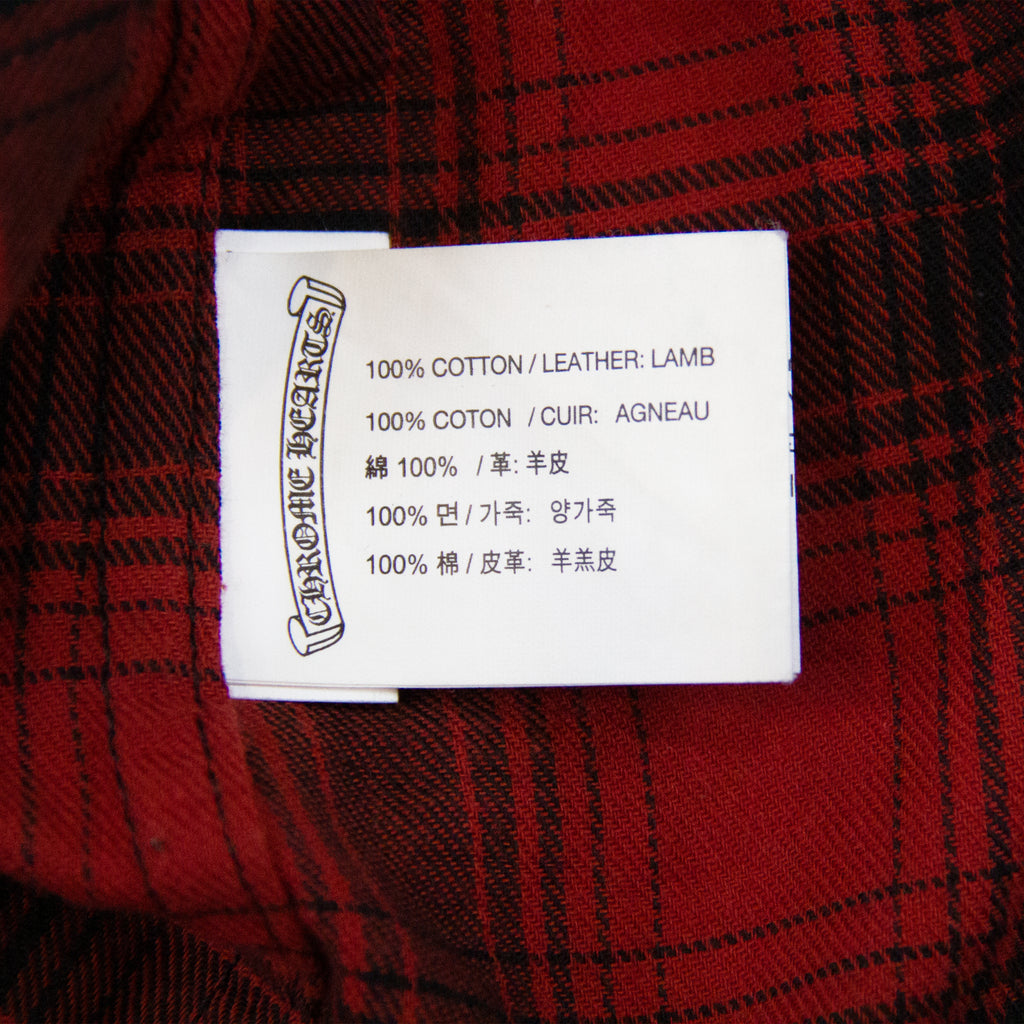 CHROME HEARTS
100% COTTON / LEATHER: LAMB
100% COTON / CUIR: AGNEAU
綿 100% / 革: 羊皮
100% 면 / 가죽: 양가죽
100% 棉 / 皮革: 羊羔皮